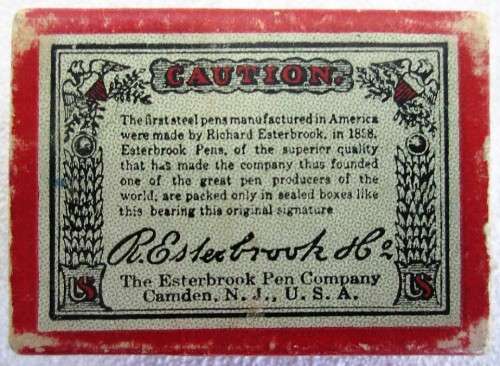 CAUTION.
The first steel pens manufactured in America
were made by Richard Esterbrook, in 1858.
Esterbrook Pens, of the superior quality
that has made the company thus founded
one of the great pen producers of the
world, are packed only in sealed boxes like
this bearing this original signature
R. Esterbrook & Co
The Esterbrook Pen Company
Camden, N. J., U. S. A.
US US